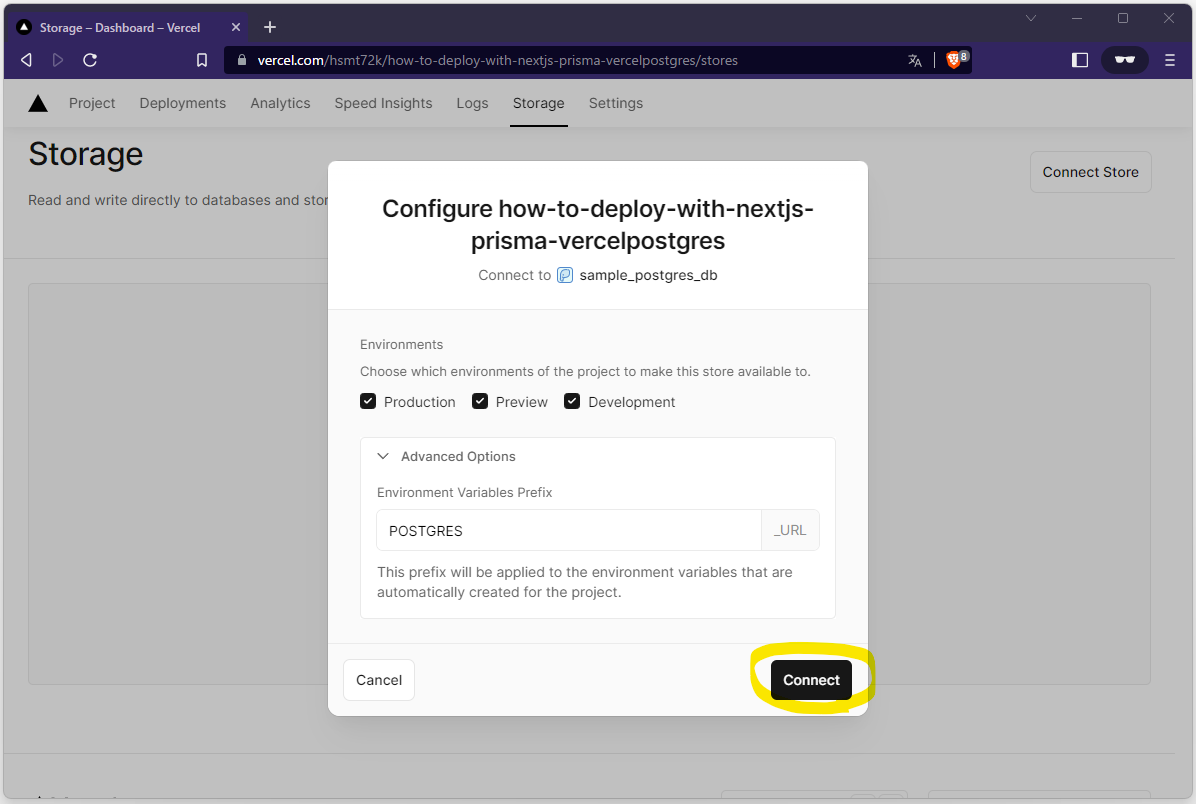 Storage – Dashboard – Vercel
vercel.com/hsmt72k/how-to-deploy-with-nextjs-prisma-vercelpostgres/stores
8
Project Deployments Analytics Speed Insights Logs Storage Settings
Storage
Connect Store
Read and write directly to databases and stor
Configure how-to-deploy-with-nextjs-
prisma-vercelpostgres
Connect to sample_postgres_db
Environments
Choose which environments of the project to make this store available to.
Production Preview Development
Advanced Options
Environment Variables Prefix
POSTGRES _URL
This prefix will be applied to the environment variables that are
automatically created for the project.
Cancel Connect